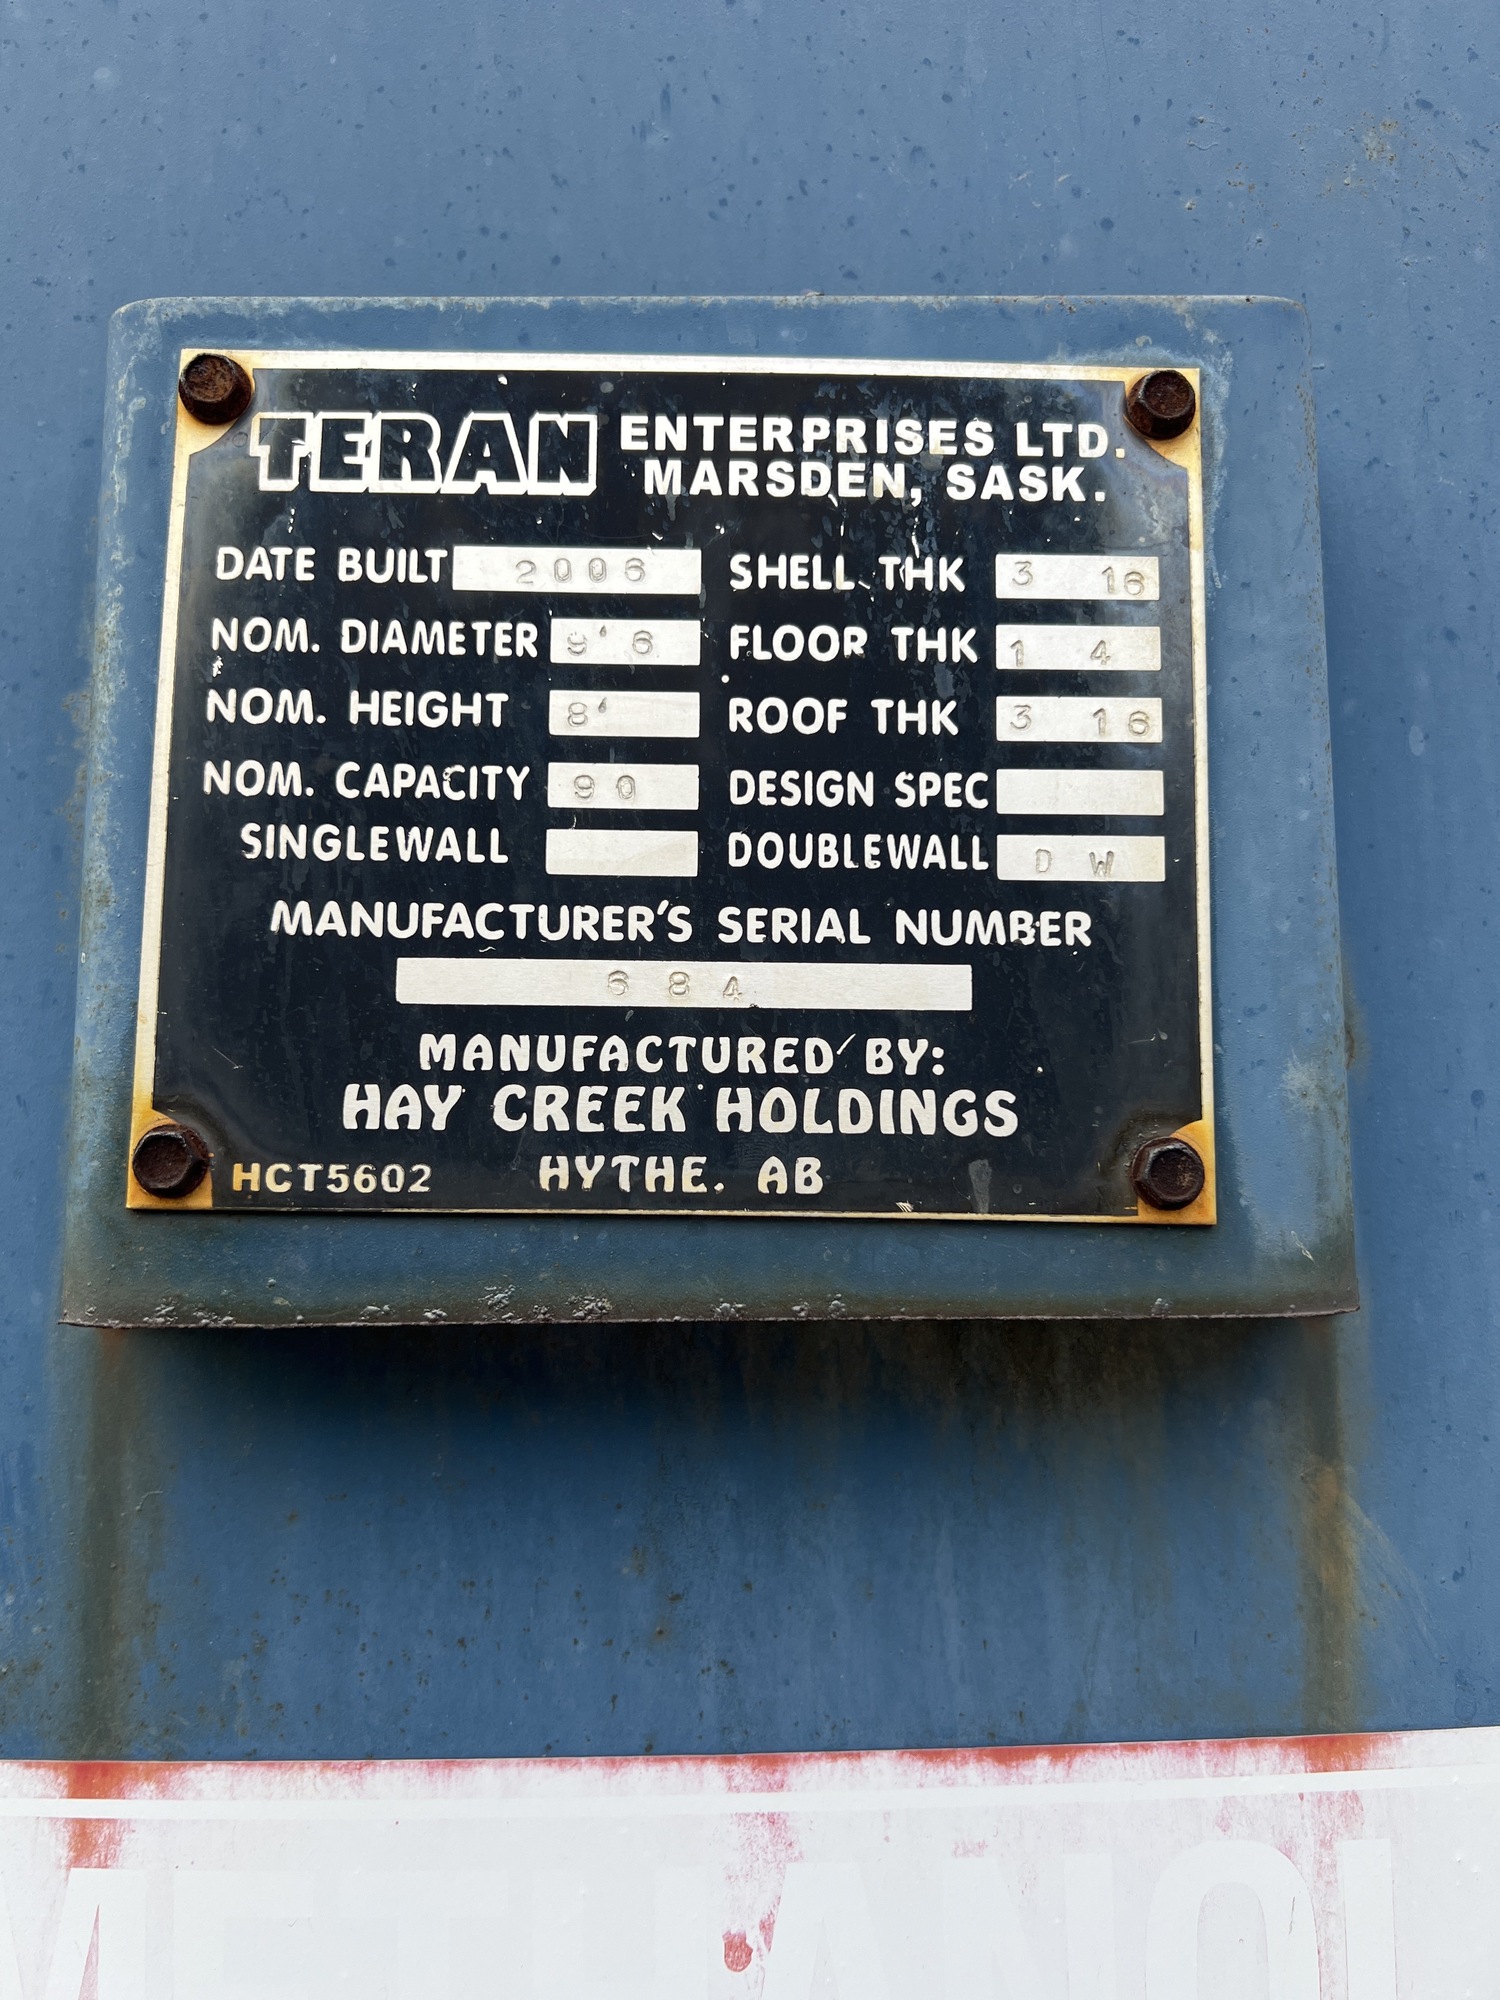 TERAN ENTERPRISES LTD.
MARSDEN, SASK.
DATE BUILT 2006 SHELL THK 3 16
NOM. DIAMETER 9'6 FLOOR THK 1 4
NOM. HEIGHT 8' ROOF THK 3 16
NOM. CAPACITY 90 DESIGN SPEC
SINGLEWALL DOUBLEWALL D W
MANUFACTURER'S SERIAL NUMBER
684
MANUFACTURED BY:
HAY CREEK HOLDINGS
HCT5602 HYTHE. AB
METHANOL